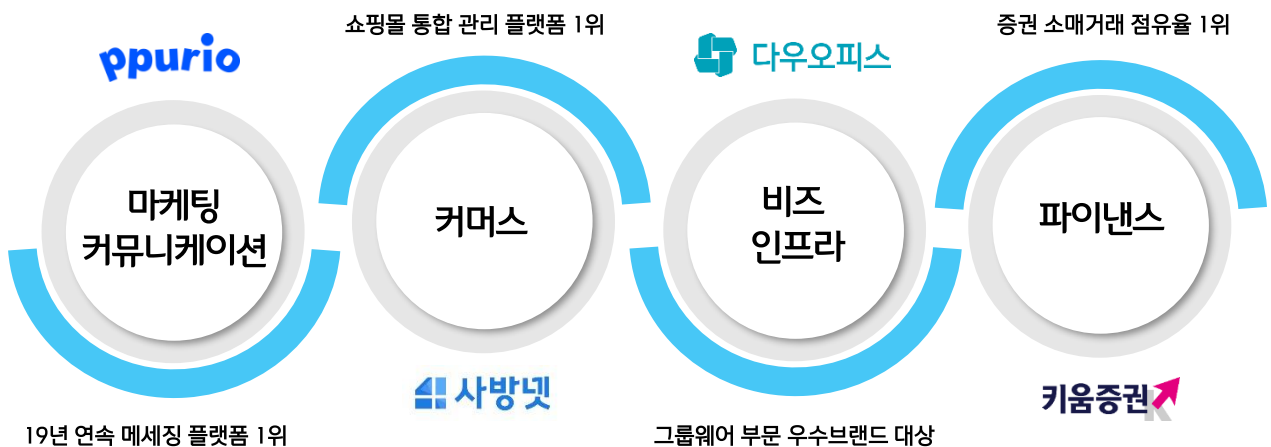 ppurio
마케팅
커뮤니케이션
19년 연속 메세징 플랫폼 1위
쇼핑몰 통합 관리 플랫폼 1위
커머스
사방넷
다우오피스
비즈
인프라
그룹웨어 부문 우수브랜드 대상
증권 소매거래 점유율 1위
파이낸스
키움증권
K